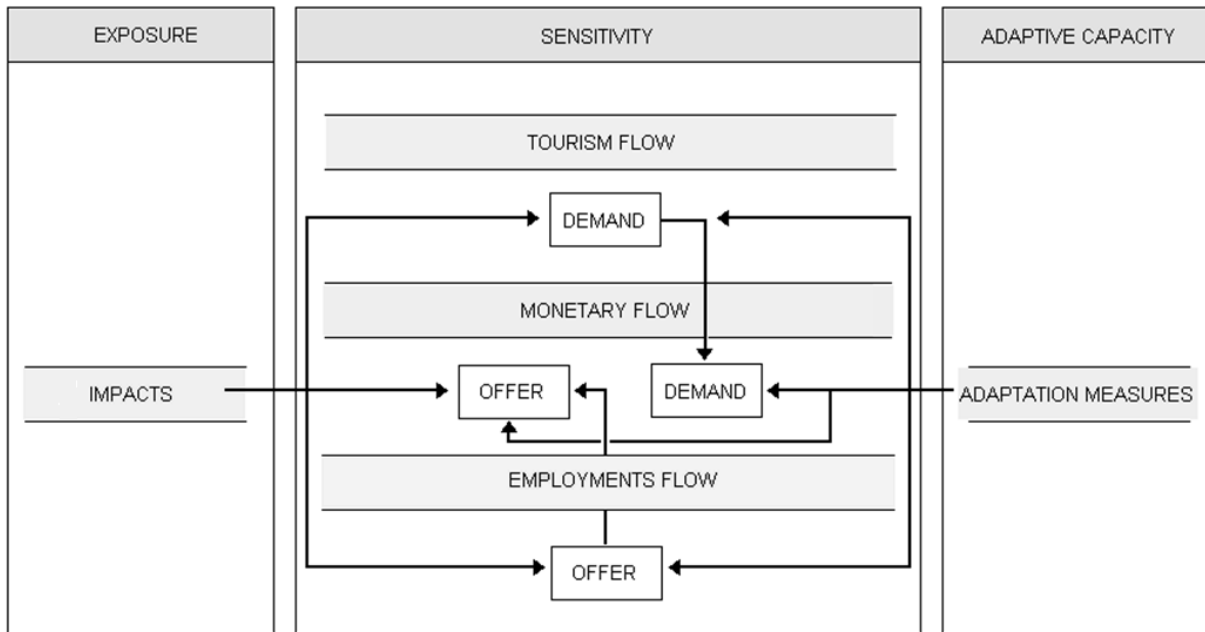 EXPOSURE
SENSITIVITY
ADAPTIVE CAPACITY
TOURISM FLOW
DEMAND
MONETARY FLOW
IMPACTS
OFFER
DEMAND
ADAPTATION MEASURES
EMPLOYMENTS FLOW
OFFER